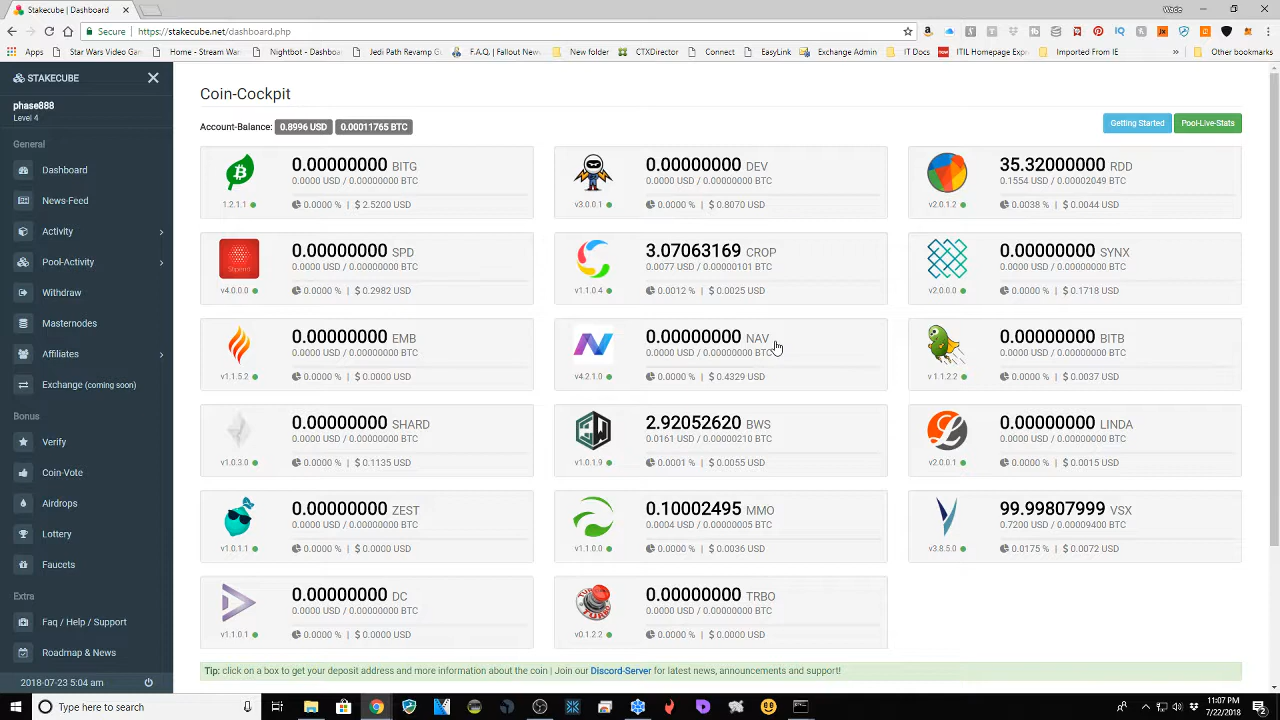 Stakecube | Dashboard
Secure | https://stakecube.net/dashboard.php
Apps
Star Wars Video Gam
Home - Stream Ward
Nightbot - Dashboa
Jedi Path Revamp C
F.A.Q. | Fallout New
New folder
CTXDirector
Connect
EasyLink
Exchange Admin
IT Docs
ITIL Homepage Exp
Imported From IE
Other bookmarks
STAKECUBE
phase888
Level 4
General
Dashboard
News-Feed
Activity
Pool-Activity
Withdraw
Masternodes
Affiliates
Exchange (coming soon)
Bonus
Verify
Coin-Vote
Airdrops
Lottery
Faucets
Extra
Faq / Help / Support
Roadmap & News
2018-07-23 5:04 am
Coin-Cockpit
Account-Balance: 0.8996 USD 0.00011765 BTC
Getting Started Pool-Live-Stats
0.00000000 BITG
0.0000 USD / 0.00000000 BTC
1.2.1.1 0.0000 % | $ 2.5200 USD
0.00000000 DEV
0.0000 USD / 0.00000000 BTC
v3.0.0.1 0.0000 % | $ 0.8070 USD
35.32000000 RDD
0.1554 USD / 0.00002049 BTC
v2.0.1.2 0.0038 % | $ 0.0044 USD
0.00000000 SPD
0.0000 USD / 0.00000000 BTC
v4.0.0.0 0.0000 % | $ 0.2982 USD
3.07063169 CROP
0.0077 USD / 0.00000101 BTC
v1.1.0.4 0.0012 % | $ 0.0025 USD
0.00000000 SYNX
0.0000 USD / 0.00000000 BTC
v2.0.0.0 0.0000 % | $ 0.1718 USD
0.00000000 EMB
0.0000 USD / 0.00000000 BTC
v1.1.5.2 0.0000 % | $ 0.0000 USD
0.00000000 NAV
0.0000 USD / 0.00000000 BTC
v4.2.1.0 0.0000 % | $ 0.4329 USD
0.00000000 BITB
0.0000 USD / 0.00000000 BTC
v 1.1.2.2 0.0000 % | $ 0.0037 USD
0.00000000 SHARD
0.0000 USD / 0.00000000 BTC
v1.0.3.0 0.0000 % | $ 0.1135 USD
2.92052620 BWS
0.0161 USD / 0.00000210 BTC
v1.0.1.9 0.0001 % | $ 0.0055 USD
0.00000000 LINDA
0.0000 USD / 0.00000000 BTC
v2.0.0.1 0.0000 % | $ 0.0015 USD
0.00000000 ZEST
0.0000 USD / 0.00000000 BTC
v1.0.1.1 0.0000 % | $ 0.0000 USD
0.10002495 MMO
0.0004 USD / 0.00000005 BTC
v1.1.0.0 0.0000 % | $ 0.0036 USD
99.99807999 VSX
0.7200 USD / 0.00009400 BTC
v3.8.5.0 0.0175 % | $ 0.0072 USD
0.00000000 DC
0.0000 USD / 0.00000000 BTC
v1.1.0.1 0.0000 % | $ 0.0000 USD
0.00000000 TRBO
0.0000 USD / 0.00000000 BTC
v0.1.2.2 0.0000 % | $ 0.0000 USD
Tip: click on a box to get your deposit address and more information about the coin | Join our Discord-Server for latest news, announcements and support!
Type here to search
11:07 PM
7/22/2018